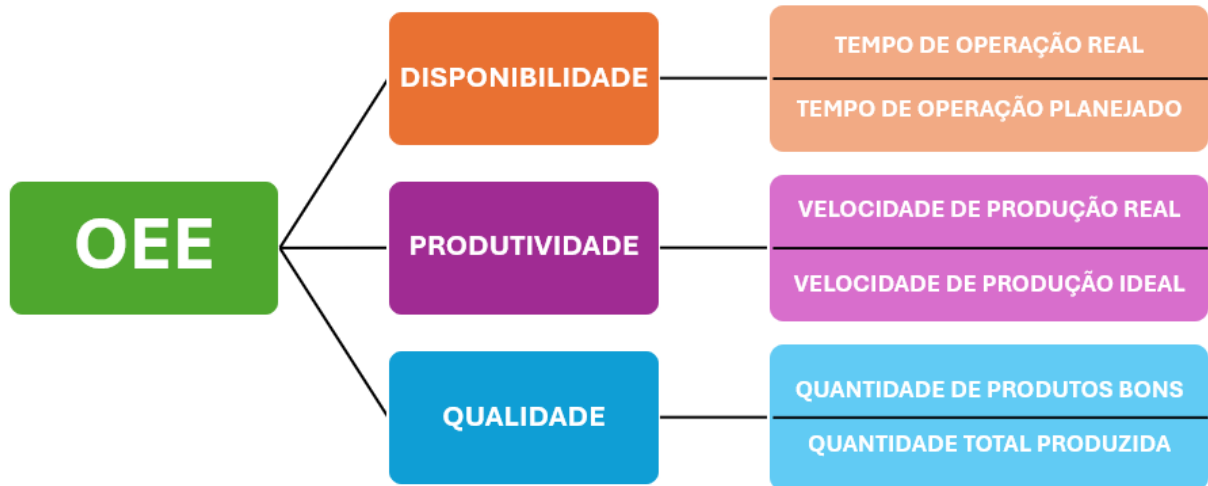 OEE
DISPONIBILIDADE
TEMPO DE OPERAÇÃO REAL
TEMPO DE OPERAÇÃO PLANEJADO
PRODUTIVIDADE
VELOCIDADE DE PRODUÇÃO REAL
VELOCIDADE DE PRODUÇÃO IDEAL
QUALIDADE
QUANTIDADE DE PRODUTOS BONS
QUANTIDADE TOTAL PRODUZIDA